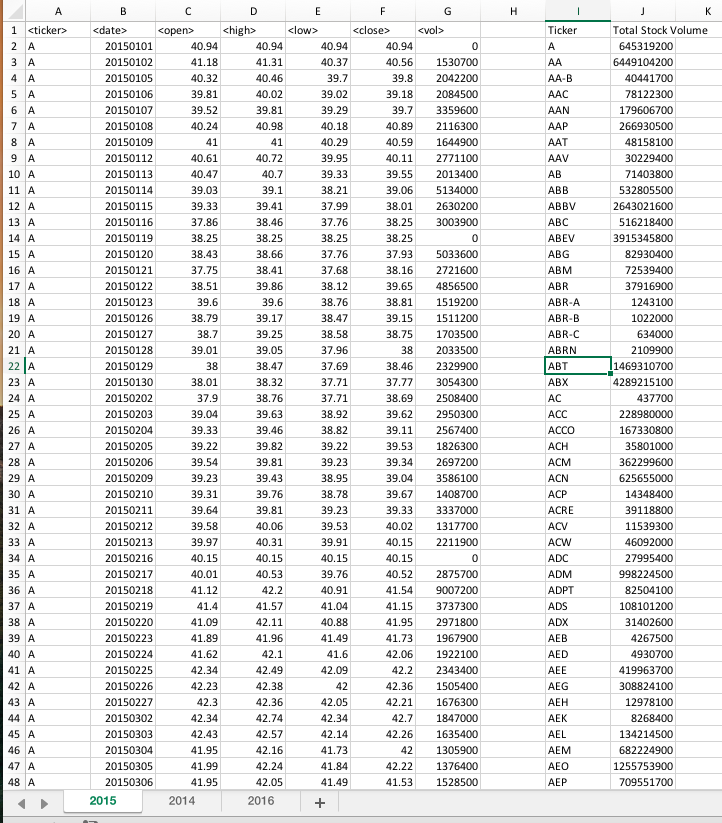 A B C D E F G H I J K
1 <ticker> <date> <open> <high> <low> <close> <vol> Ticker Total Stock Volume
2 A 20150101 40.94 40.94 40.94 40.94 0 A 645319200
3 A 20150102 41.18 41.31 40.37 40.56 1530700 AA 6449104200
4 A 20150105 40.32 40.46 39.7 39.8 2042200 AA-B 40441700
5 A 20150106 39.81 40.02 39.02 39.18 2084500 AAC 78122300
6 A 20150107 39.52 39.81 39.29 39.7 3359600 AAN 179606700
7 A 20150108 40.24 40.98 40.18 40.89 2116300 AAP 266930500
8 A 20150109 41 41 40.29 40.59 1644900 AAT 48158100
9 A 20150112 40.61 40.72 39.95 40.11 2771100 AAV 30229400
10 A 20150113 40.47 40.7 39.33 39.55 2013400 AB 71403800
11 A 20150114 39.03 39.1 38.21 39.06 5134000 ABB 532805500
12 A 20150115 39.33 39.41 37.99 38.01 2630200 ABBV 2643021600
13 A 20150116 37.86 38.46 37.76 38.25 3003900 ABC 516218400
14 A 20150119 38.25 38.25 38.25 38.25 0 ABEV 3915345800
15 A 20150120 38.43 38.66 37.76 37.93 5033600 ABG 82930400
16 A 20150121 37.75 38.41 37.68 38.16 2721600 ABM 72539400
17 A 20150122 38.51 39.86 38.12 39.65 4856500 ABR 37916900
18 A 20150123 39.6 39.6 38.76 38.81 1519200 ABR-A 1243100
19 A 20150126 38.79 39.17 38.47 39.15 1511200 ABR-B 1022000
20 A 20150127 38.7 39.25 38.58 38.75 1703500 ABR-C 634000
21 A 20150128 39.01 39.05 37.96 38 2033500 ABRN 2109900
22 A 20150129 38 38.47 37.69 38.46 2329900 ABT 1469310700
23 A 20150130 38.01 38.32 37.71 37.77 3054300 ABX 4289215100
24 A 20150202 37.9 38.76 37.71 38.69 2508400 AC 437700
25 A 20150203 39.04 39.63 38.92 39.62 2950300 ACC 228980000
26 A 20150204 39.33 39.46 38.82 39.11 2567400 ACCO 167330800
27 A 20150205 39.22 39.82 39.22 39.53 1826300 ACH 35801000
28 A 20150206 39.54 39.81 39.23 39.34 2697200 ACM 362299600
29 A 20150209 39.23 39.43 38.95 39.04 3586100 ACN 625655000
30 A 20150210 39.31 39.76 38.78 39.67 1408700 ACP 14348400
31 A 20150211 39.64 39.81 39.23 39.33 3337000 ACRE 39118800
32 A 20150212 39.58 40.06 39.53 40.02 1317700 ACV 11539300
33 A 20150213 39.97 40.31 39.91 40.15 2211900 ACW 46092000
34 A 20150216 40.15 40.15 40.15 40.15 0 ADC 27995400
35 A 20150217 40.01 40.53 39.76 40.52 2875700 ADM 998224500
36 A 20150218 41.12 42.2 40.91 41.54 9007200 ADPT 82504100
37 A 20150219 41.4 41.57 41.04 41.15 3737300 ADS 108101200
38 A 20150220 41.09 42.11 40.88 41.95 2971800 ADX 31402600
39 A 20150223 41.89 41.96 41.49 41.73 1967900 AEB 4267500
40 A 20150224 41.62 42.1 41.6 42.06 1922100 AED 4930700
41 A 20150225 42.34 42.49 42.09 42.2 2343400 AEE 419963700
42 A 20150226 42.23 42.38 42 42.36 1505400 AEG 308824100
43 A 20150227 42.3 42.36 42.05 42.21 1676300 AEH 12978100
44 A 20150302 42.34 42.74 42.34 42.7 1847000 AEK 8268400
45 A 20150303 42.43 42.57 42.14 42.26 1635400 AEL 134214500
46 A 20150304 41.95 42.16 41.73 42 1305900 AEM 682224900
47 A 20150305 41.99 42.24 41.84 42.22 1376400 AEO 1255753900
48 A 20150306 41.95 42.05 41.49 41.53 1528500 AEP 709551700
2015 2014 2016 +